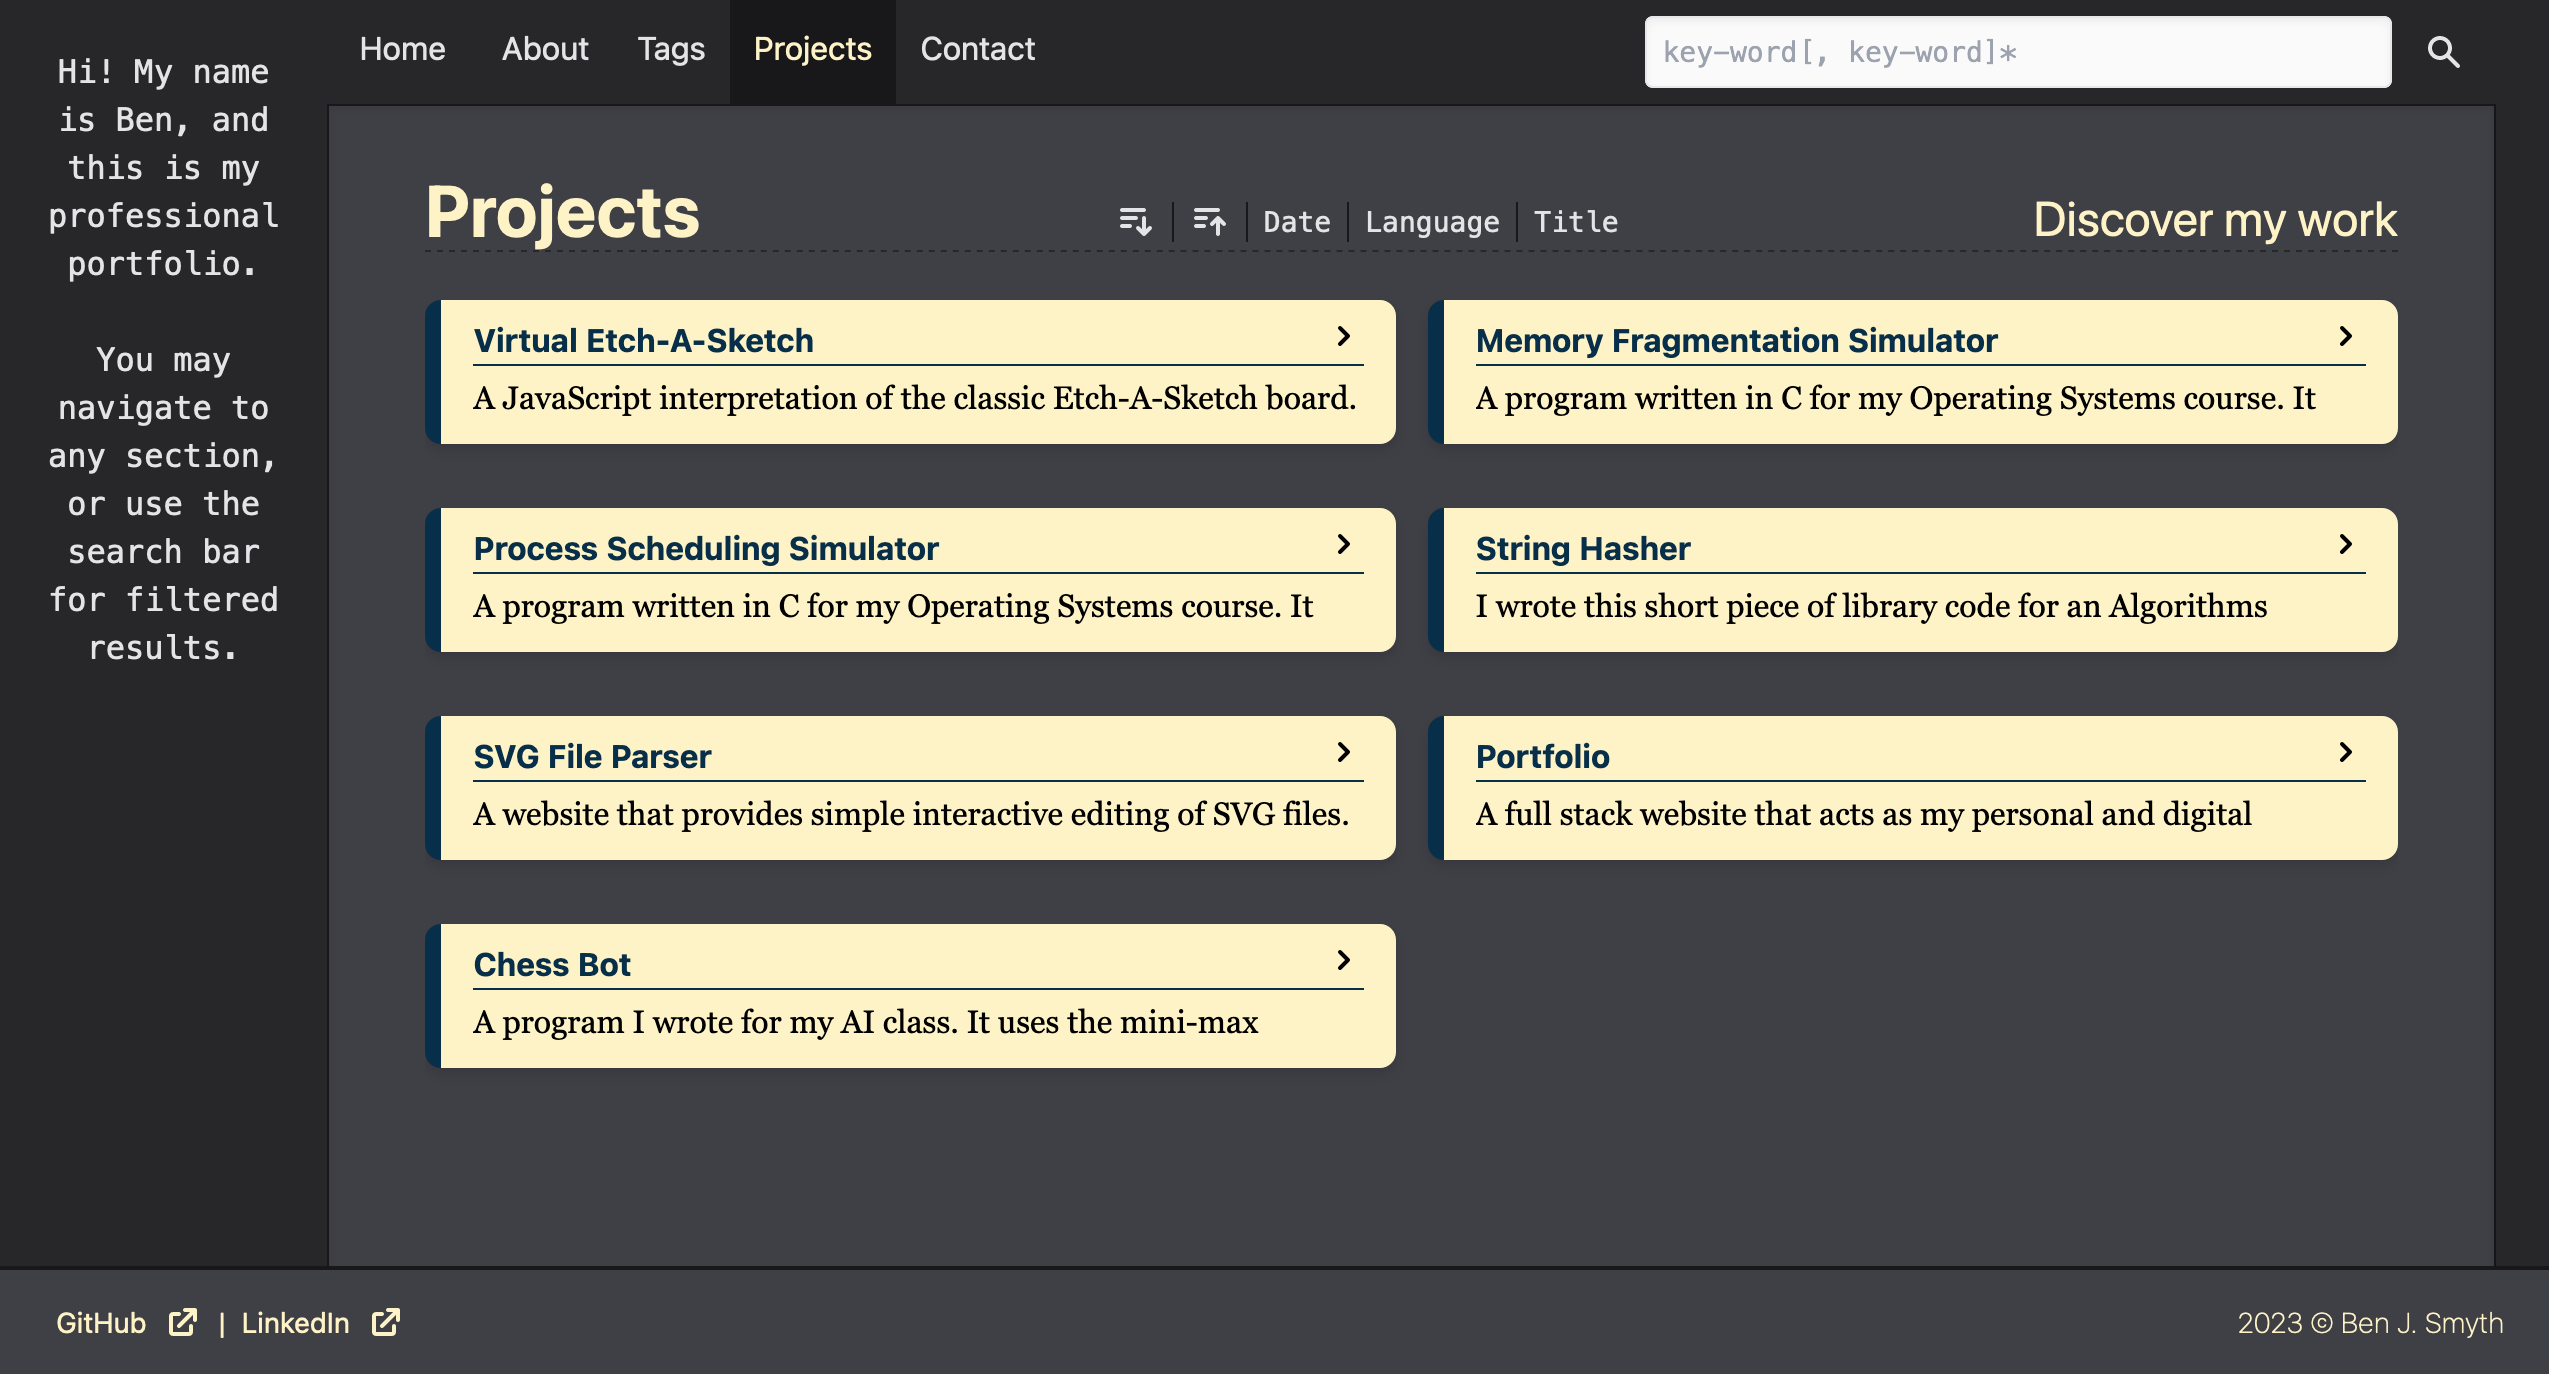 Hi! My name
is Ben, and
this is my
professional
portfolio.
You may
navigate to
any section,
or use the
search bar
for filtered
results.
Home About Tags Projects Contact
key-word[, key-word]*
Projects
Date | Language | Title
Discover my work
Virtual Etch-A-Sketch
A JavaScript interpretation of the classic Etch-A-Sketch board.
Memory Fragmentation Simulator
A program written in C for my Operating Systems course. It
Process Scheduling Simulator
A program written in C for my Operating Systems course. It
String Hasher
I wrote this short piece of library code for an Algorithms
SVG File Parser
A website that provides simple interactive editing of SVG files.
Portfolio
A full stack website that acts as my personal and digital
Chess Bot
A program I wrote for my AI class. It uses the mini-max
GitHub | LinkedIn
2023 © Ben J. Smyth